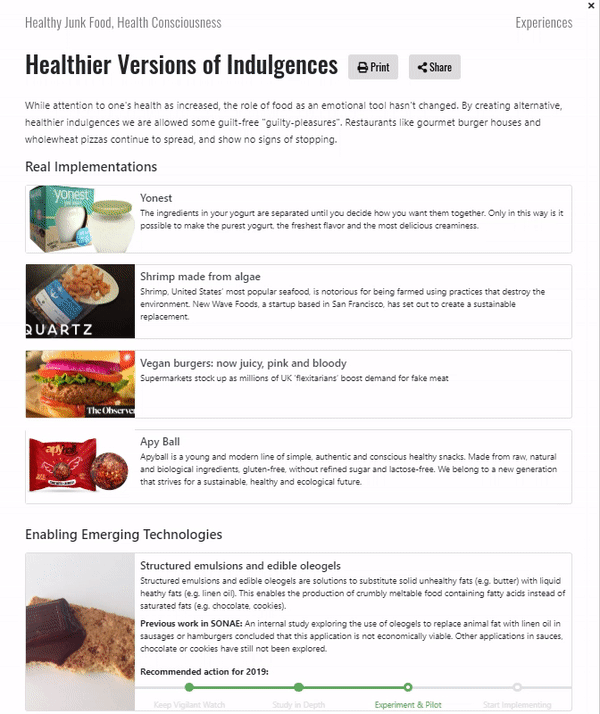 Healthy Junk Food, Health Consciousness
Experiences
Healthier Versions of Indulgences
Print
Share
While attention to one's health as increased, the role of food as an emotional tool hasn't changed. By creating alternative,
healthier indulgences we are allowed some guilt-free "guilty-pleasures". Restaurants like gourmet burger houses and
wholewheat pizzas continue to spread, and show no signs of stopping.
Real Implementations
yonest
Yonest
The ingredients in your yogurt are separated until you decide how you want them together. Only in this way is it
possible to make the purest yogurt, the freshest flavor and the most delicious creaminess.
QUARTZ
Shrimp made from algae
Shrimp, United States' most popular seafood, is notorious for being farmed using practices that destroy the
environment. New Wave Foods, a startup based in San Francisco, has set out to create a sustainable
replacement.
The Observer
Vegan burgers: now juicy, pink and bloody
Supermarkets stock up as millions of UK 'flexitarians' boost demand for fake meat
apyball
Apy Ball
Apyball is a young and modern line of simple, authentic and conscious healthy snacks. Made from raw, natural
and biological ingredients, gluten-free, without refined sugar and lactose-free. We belong to a new generation
that strives for a sustainable, healthy and ecological future.
Enabling Emerging Technologies
Structured emulsions and edible oleogels
Structured emulsions and edible oleogels are solutions to substitute solid unhealthy fats (e.g. butter) with liquid
heathy fats (e.g. linen oil). This enables the production of crumbly meltable food containing fatty acids instead of
saturated fats (e.g. chocolate, cookies).
Previous work in SONAE: An internal study exploring the use of oleogels to replace animal fat with linen oil in
sausages or hamburgers concluded that this application is not economically viable. Other applications in sauces,
chocolate or cookies have still not been explored.
Recommended action for 2019:
Keep Vigilant Watch
Study in Depth
Experiment & Pilot
Start Implementing